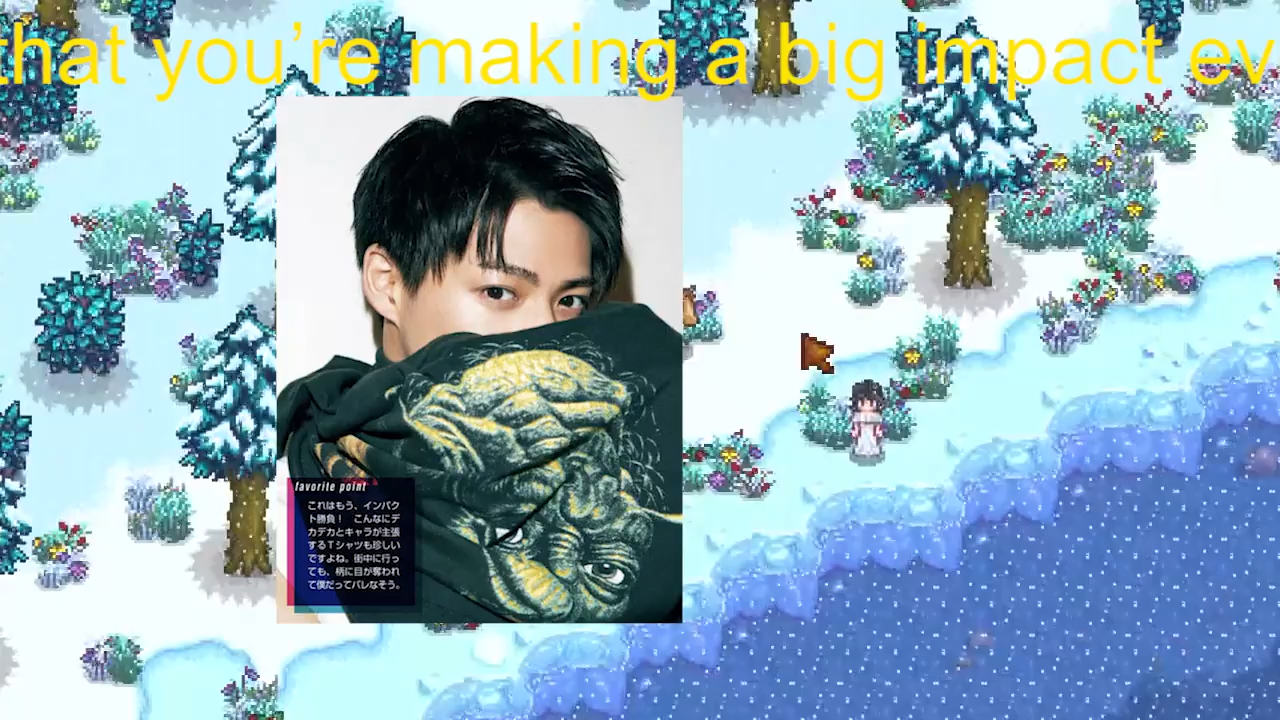 that you’re making a big impact ev
favorite point
これはもう、インパク
ト勝負！　こんなにデ
カデカとキャラが主張
するTシャツも珍しい
ですよね。街中に行っ
ても、柄に目が奪われ
て僕だってバレなそう。